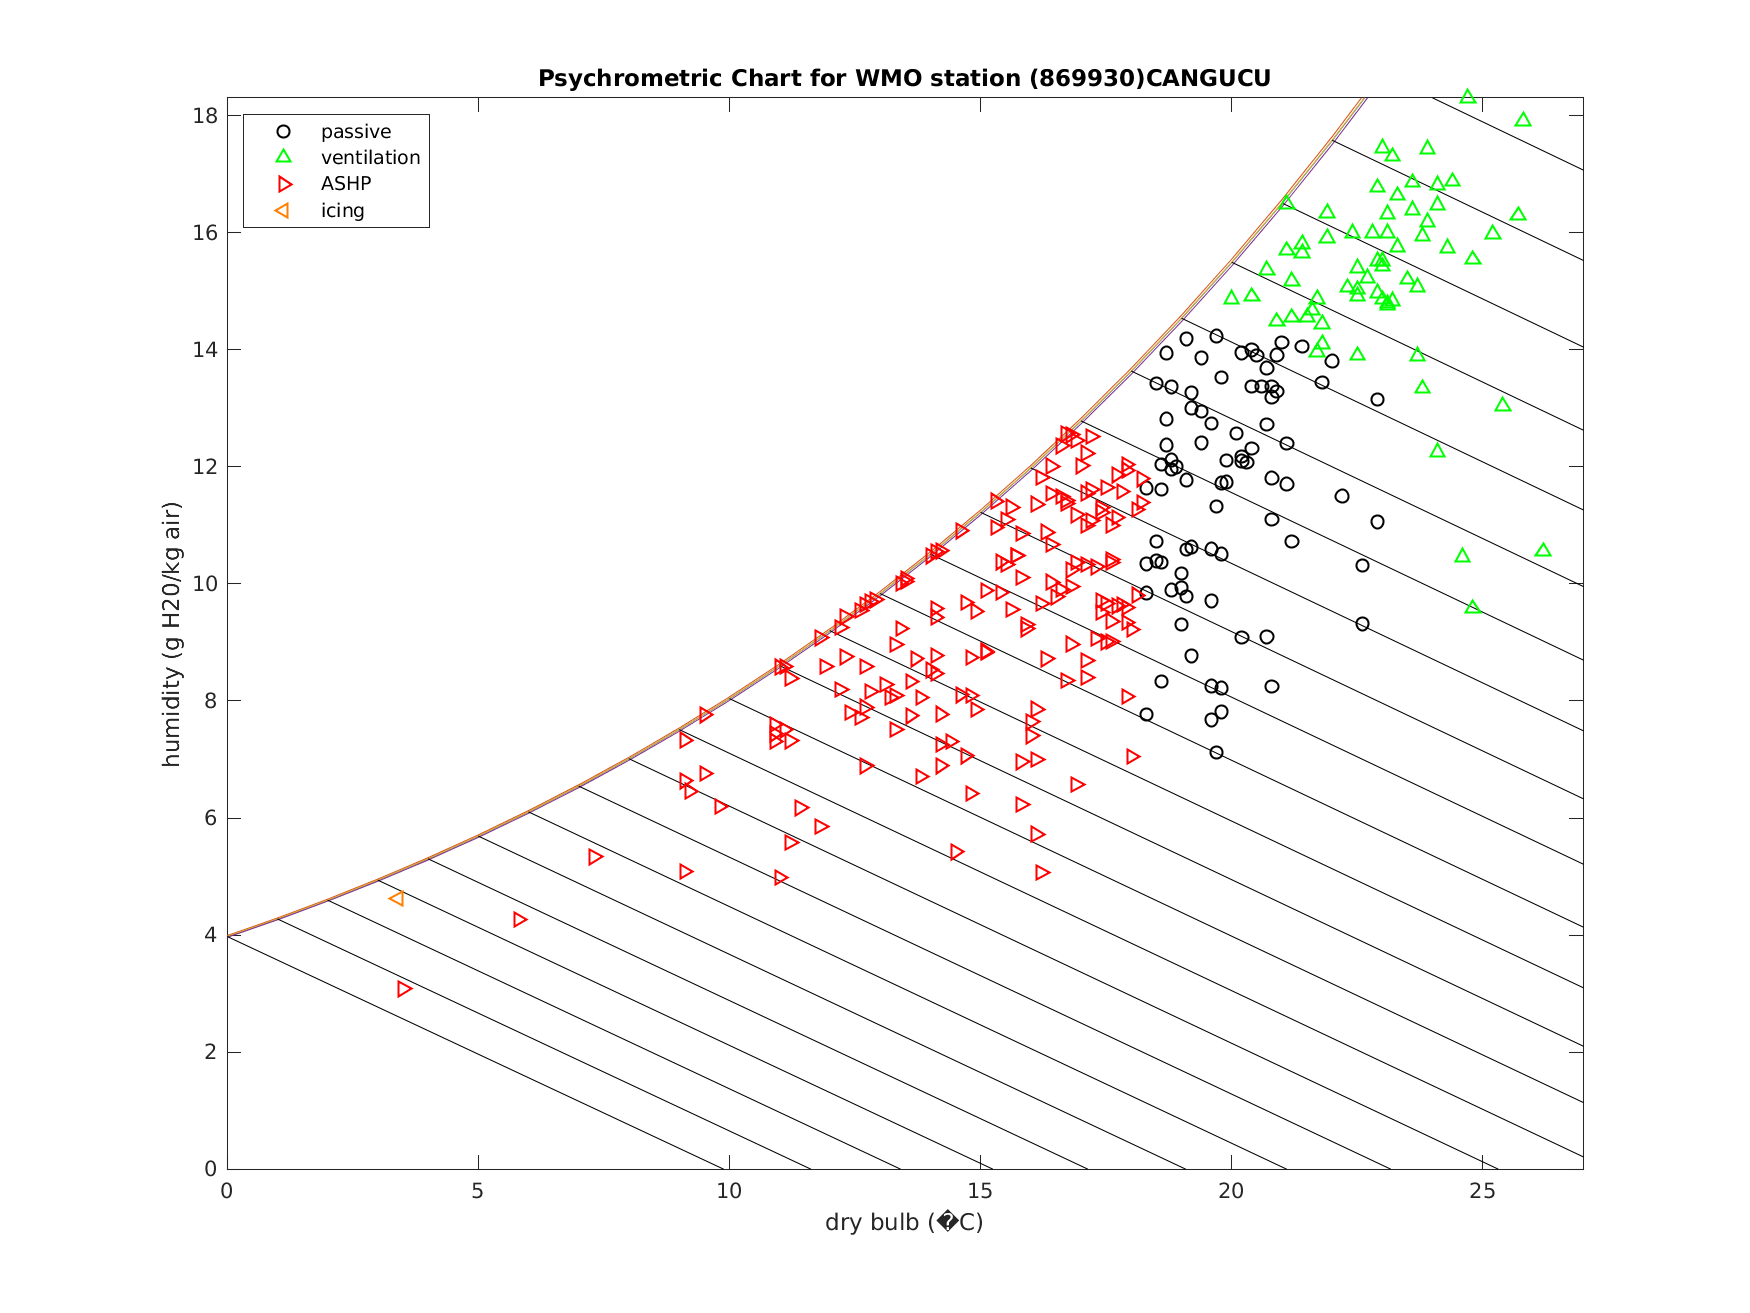 Psychrometric Chart for WMO station (869930)CANGUCU
passive
ventilation
ASHP
icing
18
16
14
12
10
8
6
4
2
0
humidity (g H20/kg air)
0 5 10 15 20 25
dry bulb (�C)